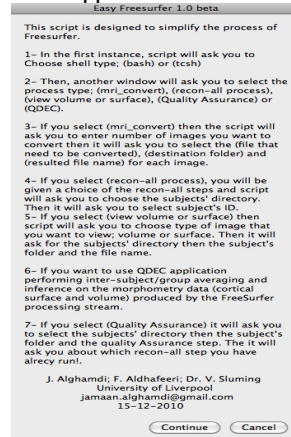 Easy Freesurfer 1.0 beta
This script is designed to simplify the process of
Freesurfer.
1- In the first instance, script will ask you to
Choose shell type; (bash) or (tcsh)
2- Then, another window will ask you to select the
process type; (mri_convert), (recon-all process),
(view volume or surface), (Quality Assurance) or
(QDEC).
3- If you select (mri_convert) then the script will
ask you to enter number of images you want to
convert then it will ask you to select the (file that
need to be converted), (destination folder) and
(resulted file name) for each image.
4- If you select (recon-all process), you will be
given a choice of the recon-all steps and script
will ask you to choose the subjects' directory.
Then it will ask you to select subject's ID.
5- If you select (view volume or surface) then
script will ask you to choose type of image that
you want to view; volume or surface. Then it will
ask for the subjects' directory then the subject's
folder and the file name.
6- If you want to use QDEC application
performing inter-subject/group averaging and
inference on the morphometry data (cortical
surface and volume) produced by the FreeSurfer
processing stream.
7- If you select (Quality Assurance) it will ask you
to select the subjects' directory then the subject's
folder and the quality assurance step. The it will
ask you about which recon-all step you have
alrecy run!.
J. Alghamdi; F. Aldhafeeri; Dr. V. Sluming
University of Liverpool
jamaan.alghamdi@gmail.com
15-12-2010
Continue Cancel